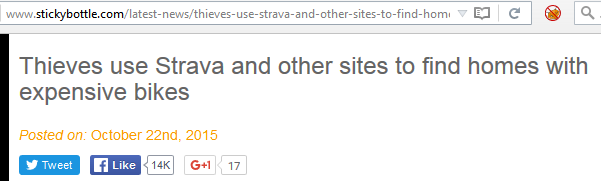 www.stickybottle.com/latest-news/thieves-use-strava-and-other-sites-to-find-home
Thieves use Strava and other sites to find homes with
expensive bikes
Posted on: October 22nd, 2015
Tweet Like 14K G+1 17